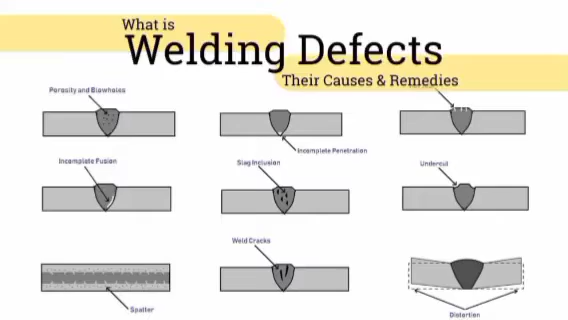 What is
Welding Defects
Their Causes & Remedies
Porosity and Blowholes
Incomplete Penetration
Incomplete Fusion
Slag Inclusion
Undercut
Weld Cracks
Spatter
Distortion